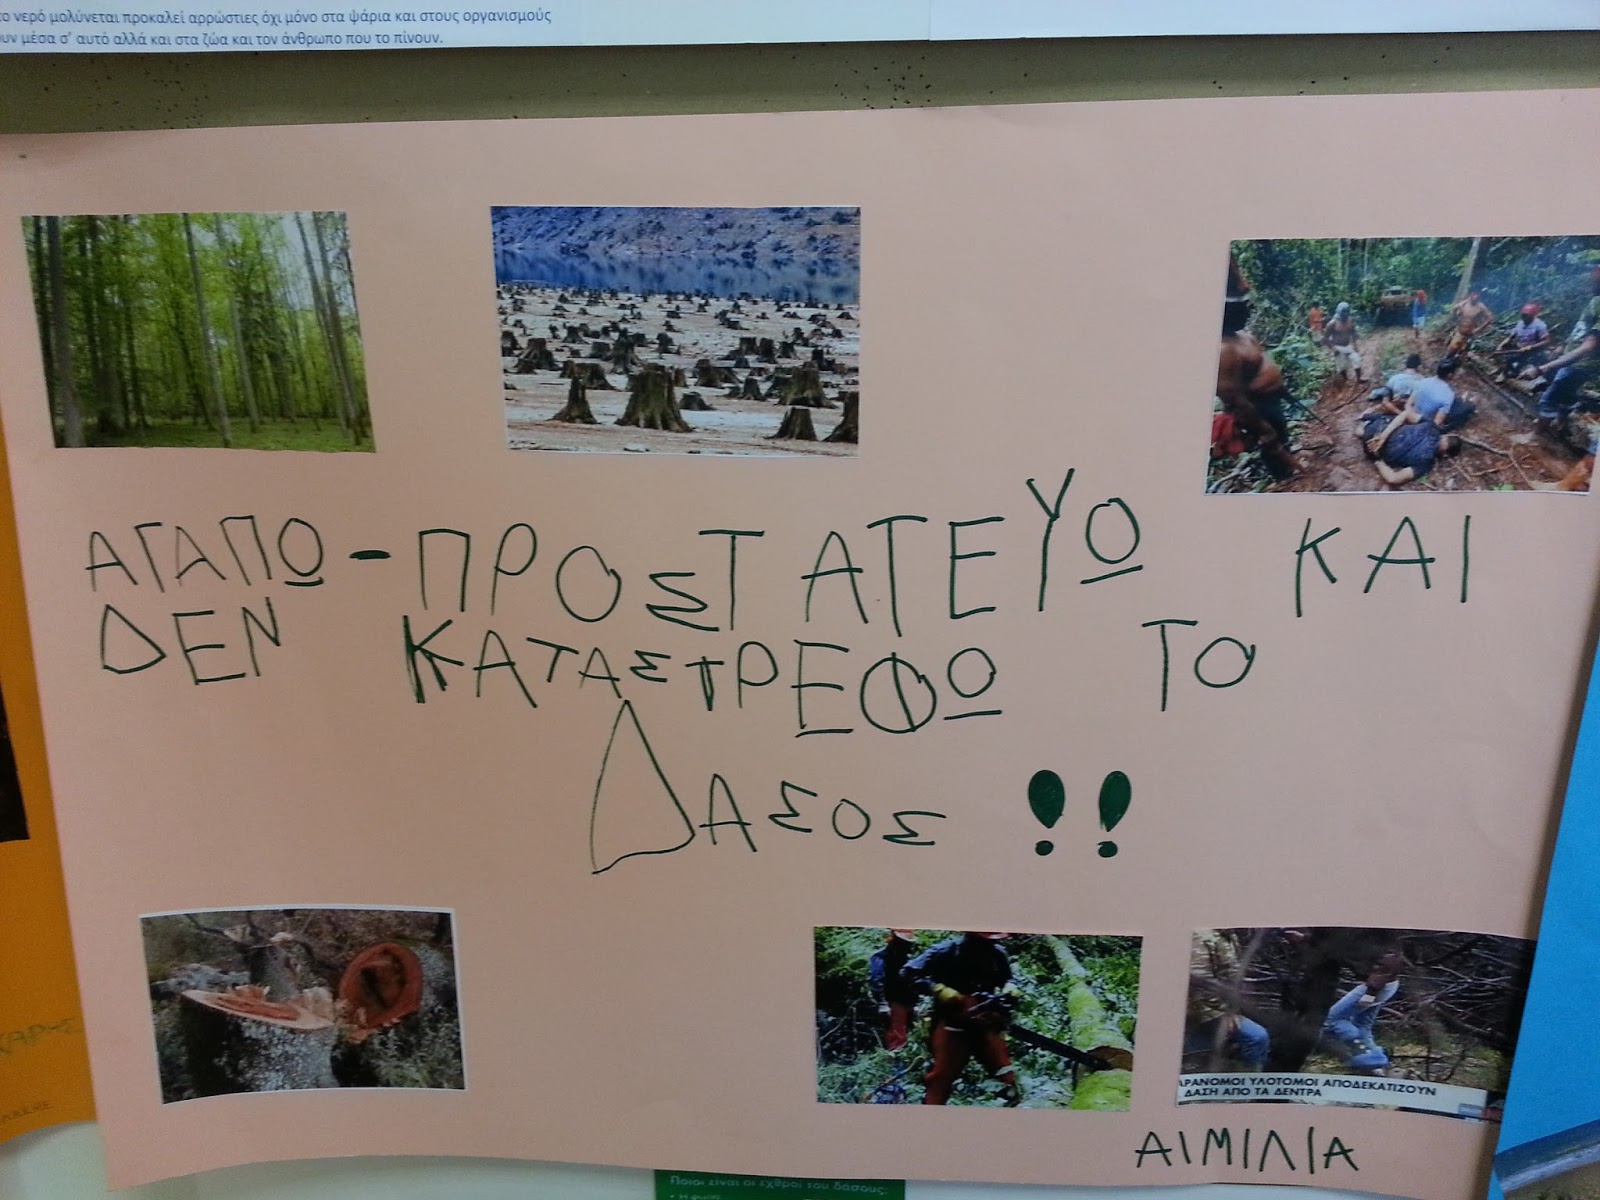 το νερό μολύνεται προκαλεί αρρώστιες όχι μόνο στα ψάρια και στους οργανισμούς
μέσα σ' αυτό αλλά και στα ζώα και τον άνθρωπο που το πίνουν.
ΑΓΑΠΩ - ΠΡΟΣΤΑΤΕΥΩ ΚΑΙ
ΔΕΝ ΚΑΤΑΣΤΡΕΦΩ ΤΟ
ΔΑΣΟΣ !!
ΑΡΑΝΟΜΟΙ ΥΛΟΤΟΜΟΙ ΑΠΟΔΕΚΑΤΙΖΟΥΝ
ΔΑΣΗ ΑΠΟ ΤΑ ΔΕΝΤΡΑ
ΑΙΜΙΛΙΑ
Ποιοι είναι οι εχθροί του δάσους;